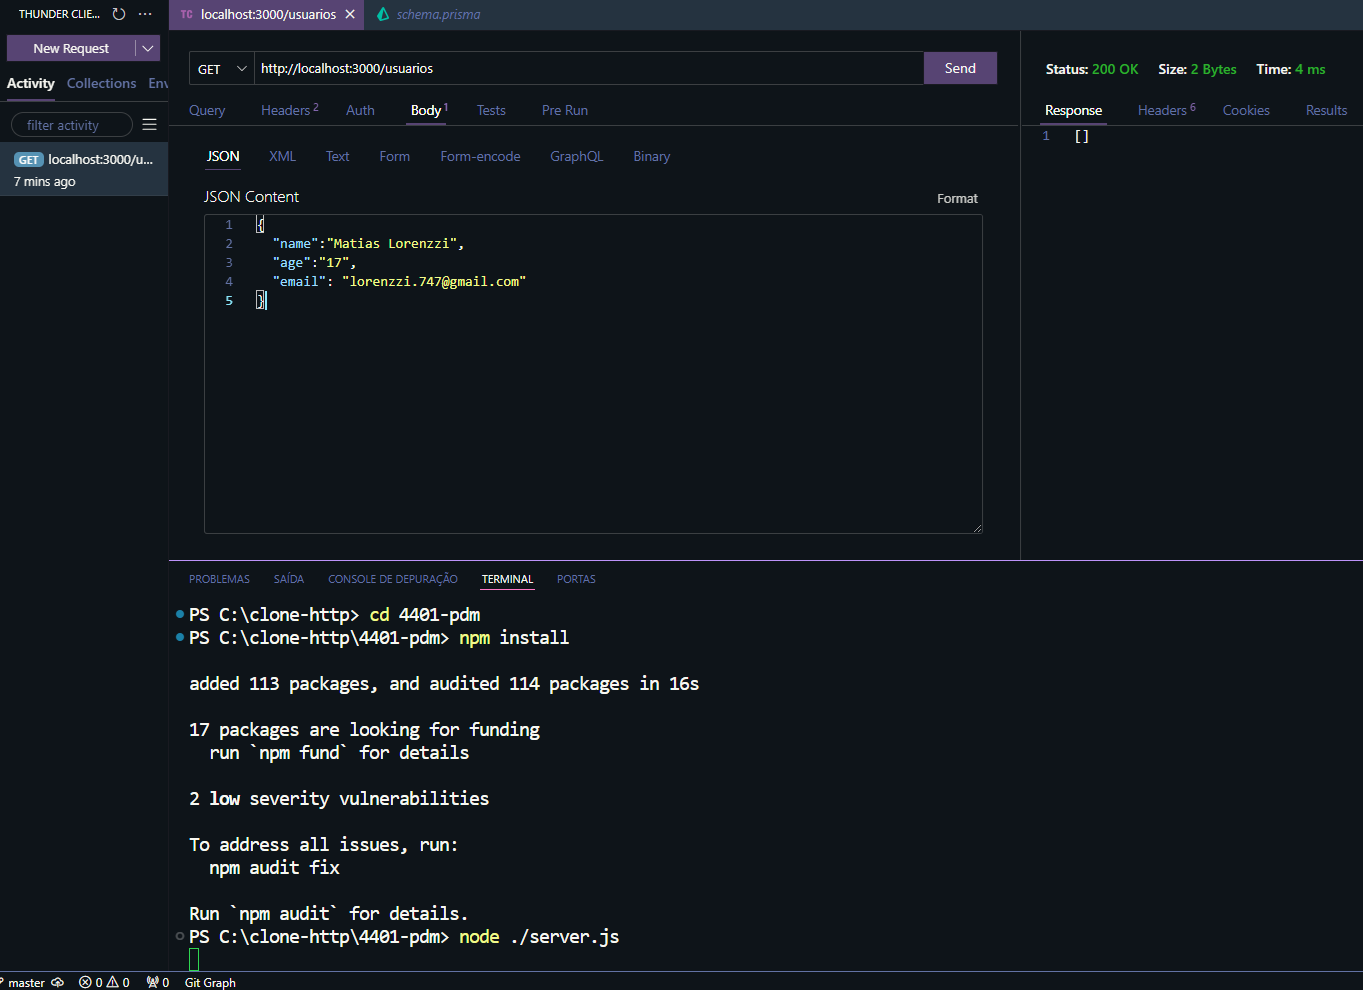 THUNDER CLIE...
TC localhost:3000/usuarios
schema.prisma
New Request
Activity Collections Env
filter activity
GET localhost:3000/u...
7 mins ago
GET http://localhost:3000/usuarios Send
Query Headers 2 Auth Body 1 Tests Pre Run
JSON XML Text Form Form-encode GraphQL Binary
JSON Content Format
1 {
2 "name":"Matias Lorenzzi",
3 "age":"17",
4 "email": "lorenzzi.747@gmail.com"
5 }
Status: 200 OK Size: 2 Bytes Time: 4 ms
Response Headers 6 Cookies Results
1 []
PROBLEMAS SAÍDA CONSOLE DE DEPURAÇÃO TERMINAL PORTAS
PS C:\clone-http> cd 4401-pdm
PS C:\clone-http\4401-pdm> npm install
added 113 packages, and audited 114 packages in 16s
17 packages are looking for funding
run `npm fund` for details
2 low severity vulnerabilities
To address all issues, run:
npm audit fix
Run `npm audit` for details.
PS C:\clone-http\4401-pdm> node ./server.js
master 0 0 0 Git Graph